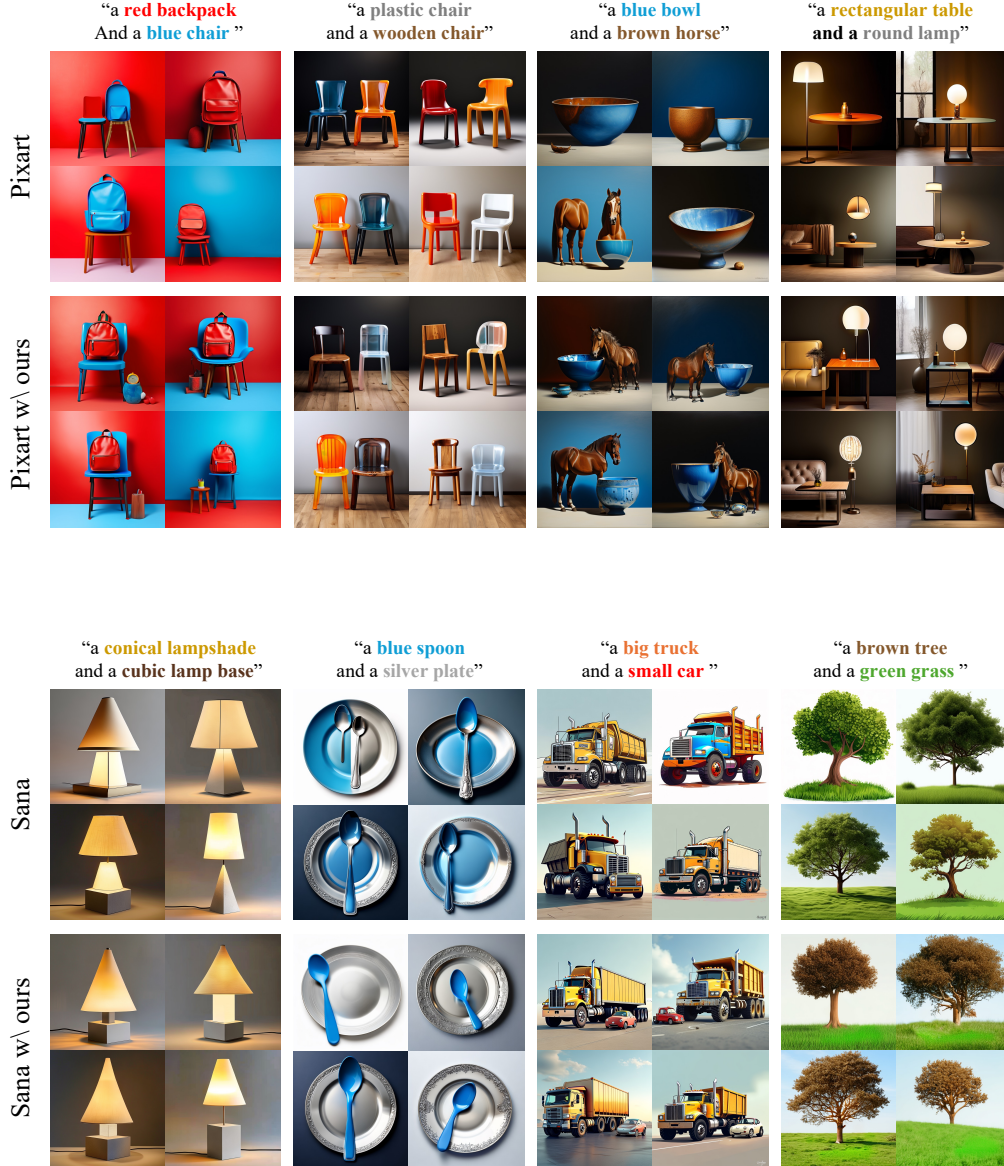 “a red backpack
And a blue chair ”
“a plastic chair
and a wooden chair”
“a blue bowl
and a brown horse”
“a rectangular table
and a round lamp”
Pixart
Pixart w\ ours
“a conical lampshade
and a cubic lamp base”
“a blue spoon
and a silver plate”
“a big truck
and a small car ”
“a brown tree
and a green grass ”
Sana
Sana w\ ours